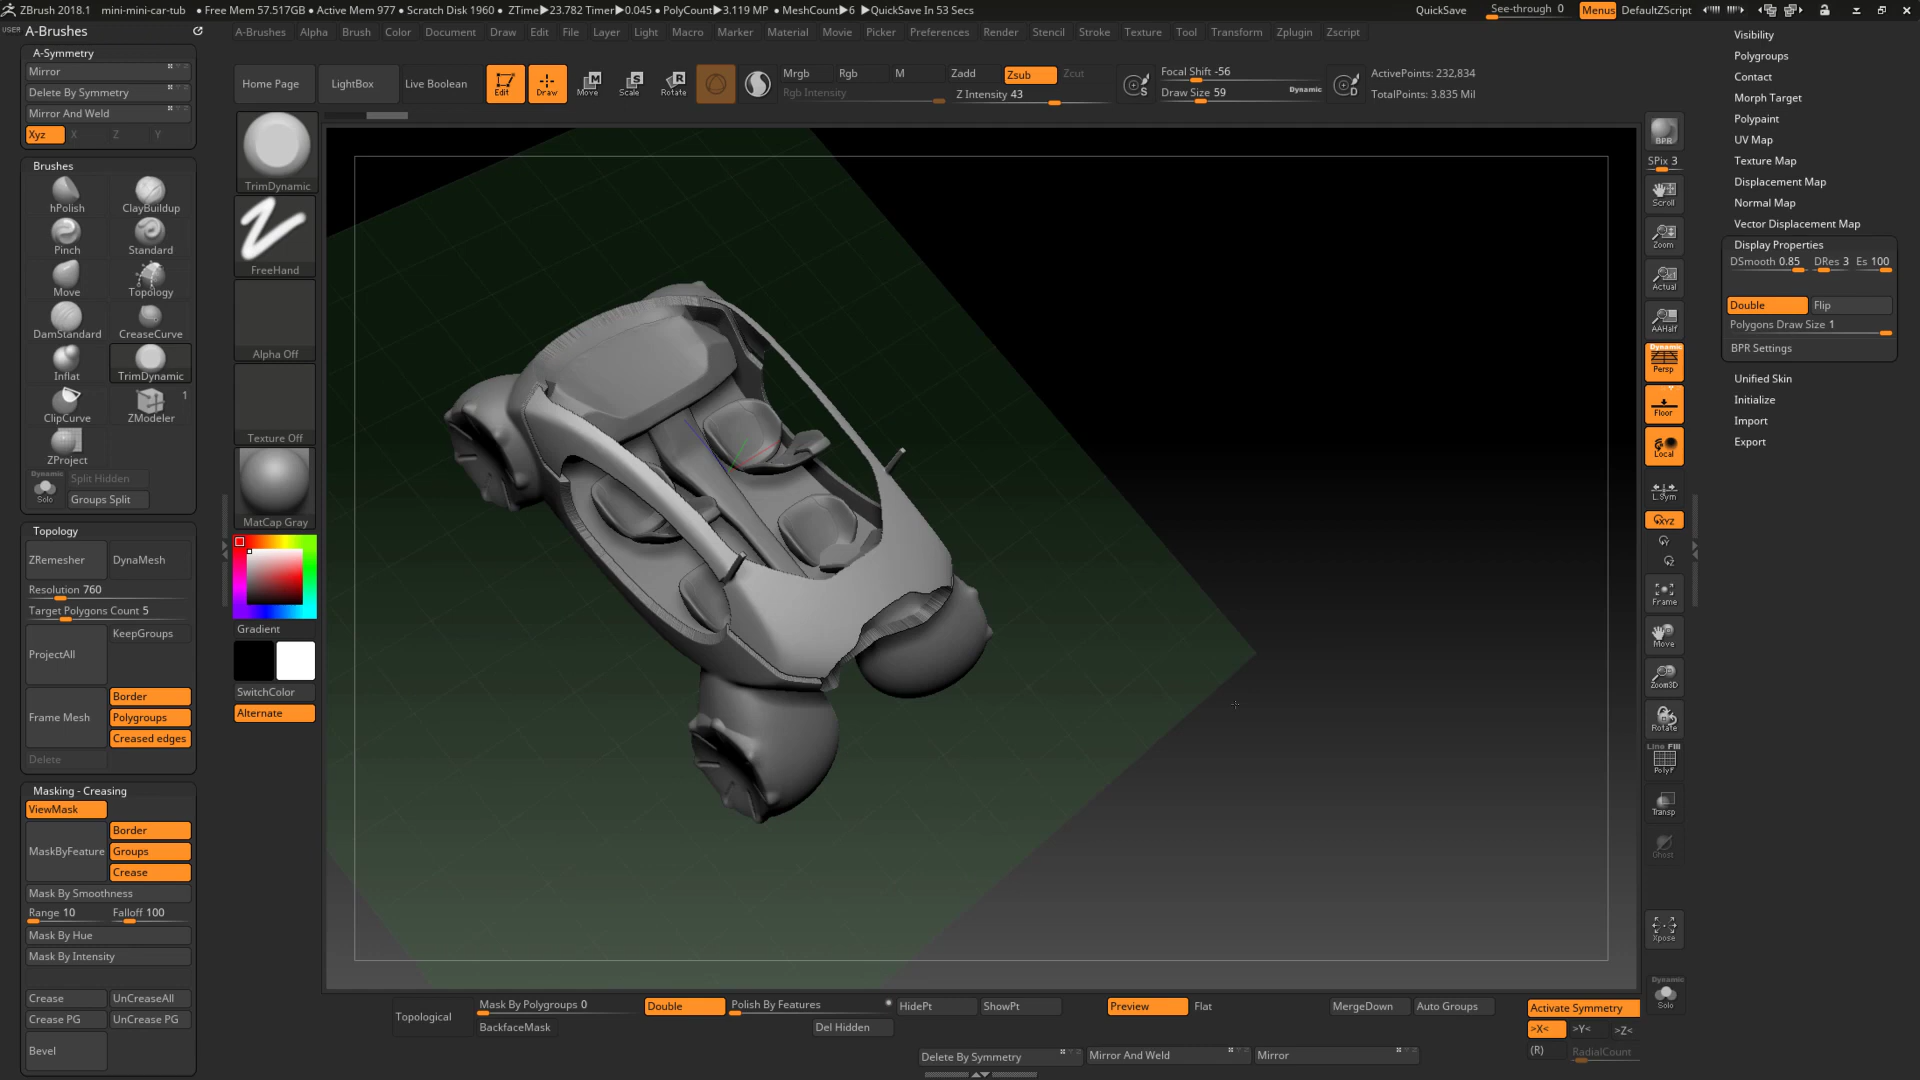 ZBrush 2018.1 mini-mini-car-tub • Free Mem 57.517GB • Active Mem 977 • Scratch Disk 1960 • ZTime▶23.782 Timer▶0.045 • PolyCount▶3.119 MP • MeshCount▶6 ▶QuickSave In 53 Secs QuickSave See-through 0 Menus DefaultZScript
USER A-Brushes
A-Brushes Alpha Brush Color Document Draw Edit File Layer Light Macro Marker Material Movie Picker Preferences Render Stencil Stroke Texture Tool Transform Zplugin Zscript
A-Symmetry
Mirror
Delete By Symmetry
Mirror And Weld
Xyz X Z Y
Brushes
hPolish ClayBuildup
Pinch Standard
Move Topology
DamStandard CreaseCurve
Inflat TrimDynamic
ClipCurve ZModeler 1
ZProject
Dynamic Solo Split Hidden
Groups Split
Topology
ZRemesher DynaMesh
Resolution 760
Target Polygons Count 5
ProjectAll KeepGroups
Frame Mesh Border
Polygroups
Creased edges
Delete
Masking - Creasing
ViewMask
MaskByFeature Border
Groups
Crease
Mask By Smoothness
Range 10 Falloff 100
Mask By Hue
Mask By Intensity
Crease UnCreaseAll
Crease PG UnCrease PG
Bevel
Home Page LightBox Live Boolean Edit Draw Move Scale Rotate
Mrgb Rgb M
Rgb Intensity
Zadd Zsub Zcut
Z Intensity 43
S
Focal Shift -56
Draw Size 59 Dynamic
D
ActivePoints: 232,834
TotalPoints: 3.835 Mil
TrimDynamic
FreeHand
Alpha Off
Texture Off
MatCap Gray
Gradient
SwitchColor
Alternate
BPR
SPix 3
Scroll
Zoom
Actual
AAHalf
Dynamic
Persp
Floor
Local
L.Sym
XYZ
Y
Z
Frame
Move
Zoom3D
Rotate
Line Fill
PolyF
Transp
Ghost
Xpose
Dynamic
Solo
Visibility
Polygroups
Contact
Morph Target
Polypaint
UV Map
Texture Map
Displacement Map
Normal Map
Vector Displacement Map
Display Properties
DSmooth 0.85 DRes 3 Es 100
Double Flip
Polygons Draw Size 1
BPR Settings
Unified Skin
Initialize
Import
Export
Topological
Mask By Polygroups 0
BackfaceMask
Double Polish By Features
Del Hidden
HidePt ShowPt
Preview Flat
MergeDown Auto Groups
Activate Symmetry
>X< >Y< >Z<
(R) RadialCount
Delete By Symmetry Mirror And Weld Mirror